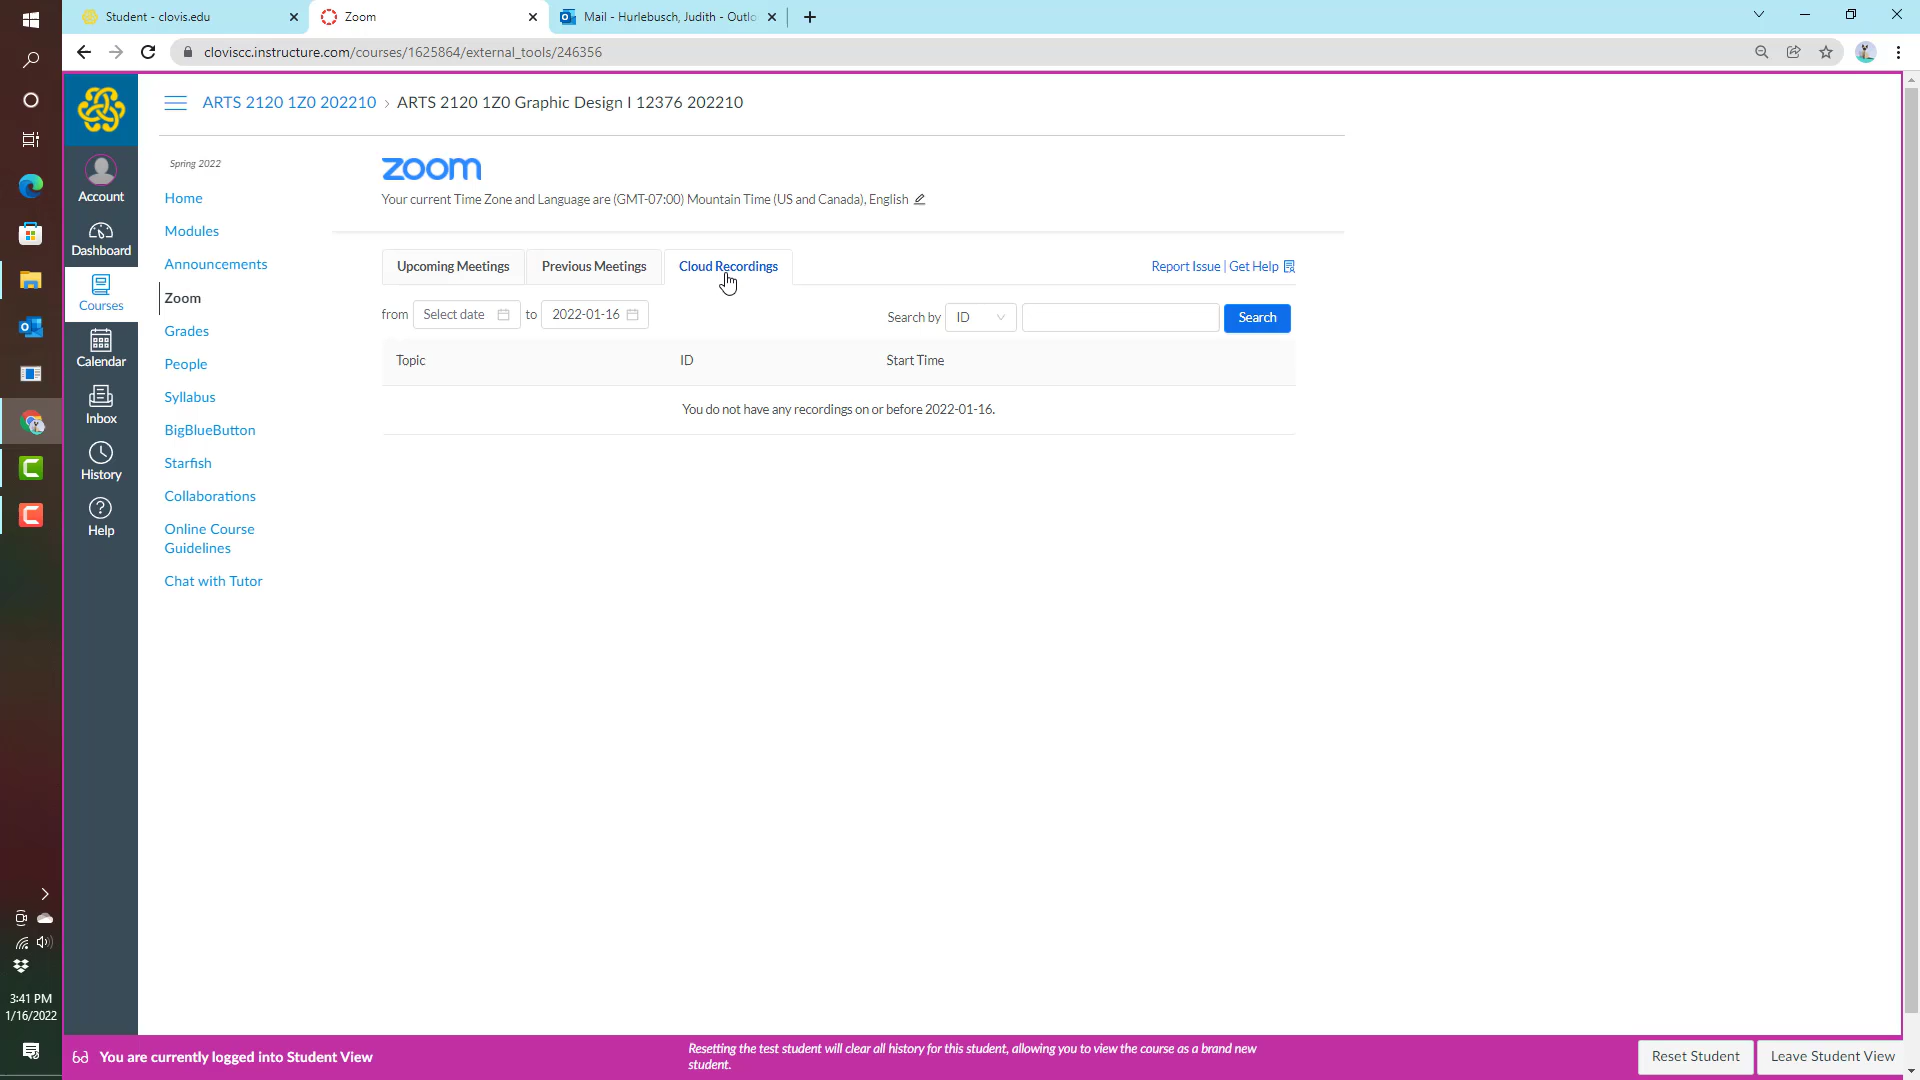 Student - clovis.edu
Zoom
Mail - Hurlebusch, Judith - Outlo
cloviscc.instructure.com/courses/1625864/external_tools/246356
ARTS 2120 1Z0 202210 › ARTS 2120 1Z0 Graphic Design I 12376 202210
Account
Dashboard
Courses
Calendar
Inbox
History
Help
Spring 2022
Home
Modules
Announcements
Zoom
Grades
People
Syllabus
BigBlueButton
Starfish
Collaborations
Online Course
Guidelines
Chat with Tutor
zoom
Your current Time Zone and Language are (GMT-07:00) Mountain Time (US and Canada), English
Upcoming Meetings
Previous Meetings
Cloud Recordings
Report Issue | Get Help
from Select date to 2022-01-16
Search by ID Search
Topic ID Start Time
You do not have any recordings on or before 2022-01-16.
3:41 PM
1/16/2022
You are currently logged into Student View
Resetting the test student will clear all history for this student, allowing you to view the course as a brand new
student.
Reset Student
Leave Student View